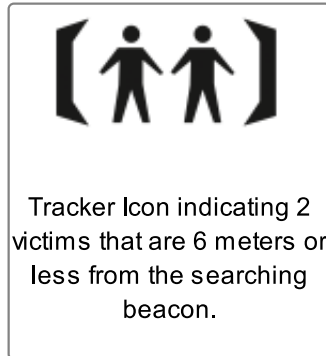 Tracker Icon indicating 2
victims that are 6 meters or
less from the searching
beacon.